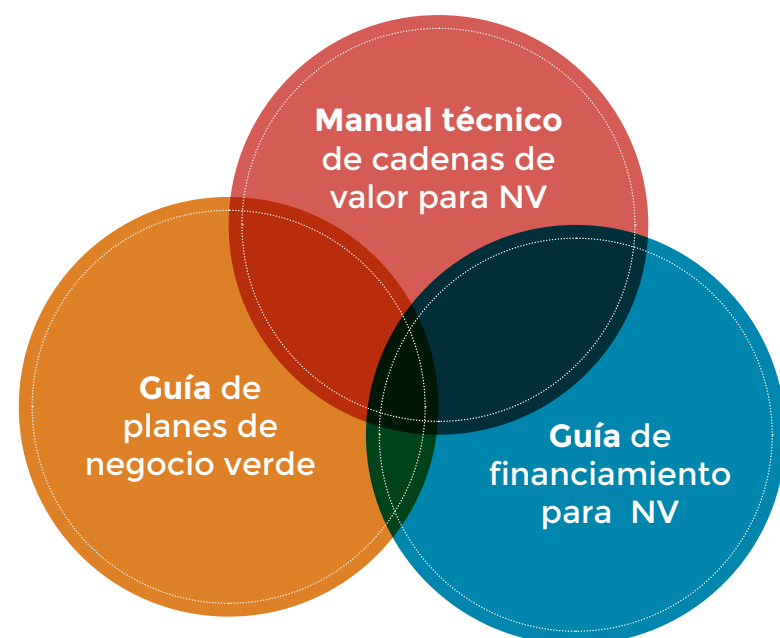 Manual técnico
de cadenas de
valor para NV
Guía de
planes de
negocio verde
Guía de
financiamiento
para NV